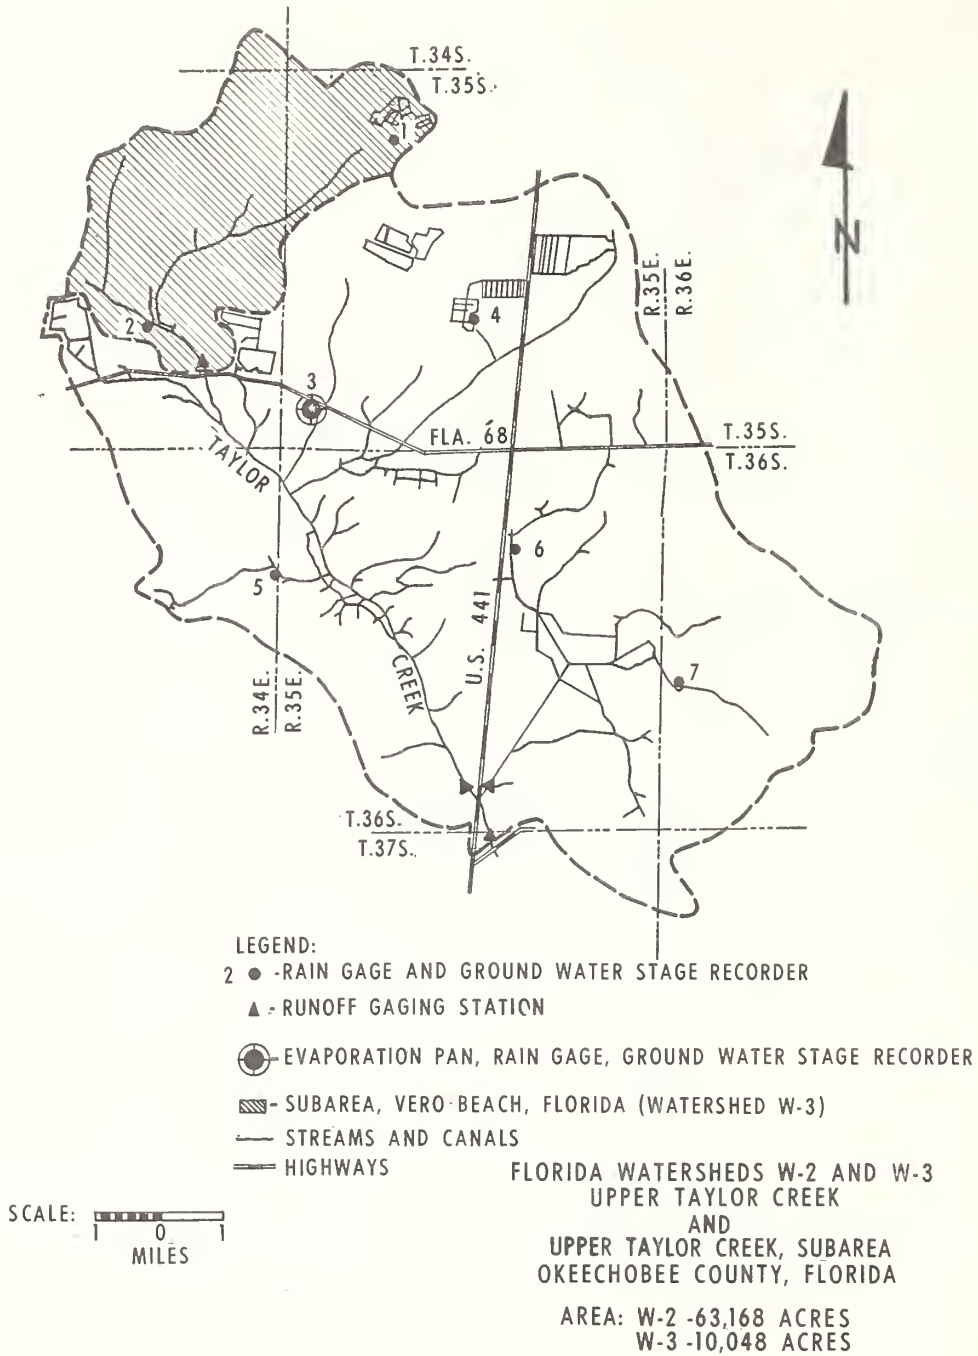 T.34S.
T.35S.
1
N
R.35E.
R.36E.
2
4
3
FLA. 68
T.35S.
T.36S.
TAYLOR
6
5
U.S. 441
CREEK
7
R.34E.
R.35E.
T.36S.
T.37S.
LEGEND:
2 ● -RAIN GAGE AND GROUND WATER STAGE RECORDER
▲ - RUNOFF GAGING STATION
- EVAPORATION PAN, RAIN GAGE, GROUND WATER STAGE RECORDER
- SUBAREA, VERO BEACH, FLORIDA (WATERSHED W-3)
STREAMS AND CANALS
HIGHWAYS
FLORIDA WATERSHEDS W-2 AND W-3
UPPER TAYLOR CREEK
AND
UPPER TAYLOR CREEK, SUBAREA
OKEECHOBEE COUNTY, FLORIDA
SCALE:
1 0 1
MILES
AREA: W-2 -63,168 ACRES
W-3 -10,048 ACRES